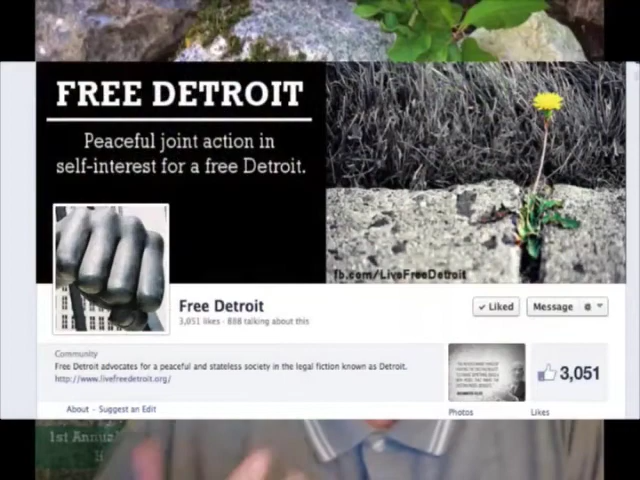 FREE DETROIT
Peaceful joint action in
self-interest for a free Detroit.
fb.com/LiveFreeDetroit
Free Detroit
3,051 likes · 888 talking about this
✓ Liked
Message
Community
Free Detroit advocates for a peaceful and stateless society in the legal fiction known as Detroit.
http://www.livefreedetroit.org/
3,051
About - Suggest an Edit
Photos
Likes
1st Annual
H